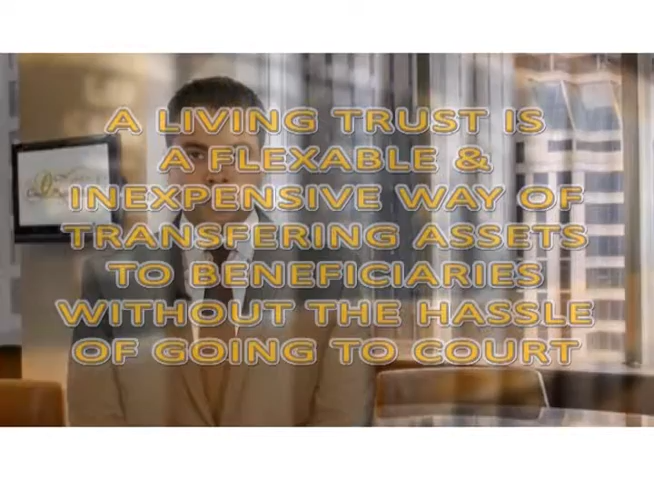 A LIVING TRUST IS
A FLEXABLE &
INEXPENSIVE WAY OF
TRANSFERING ASSETS
TO BENEFICIARIES
WITHOUT THE HASSLE
OF GOING TO COURT